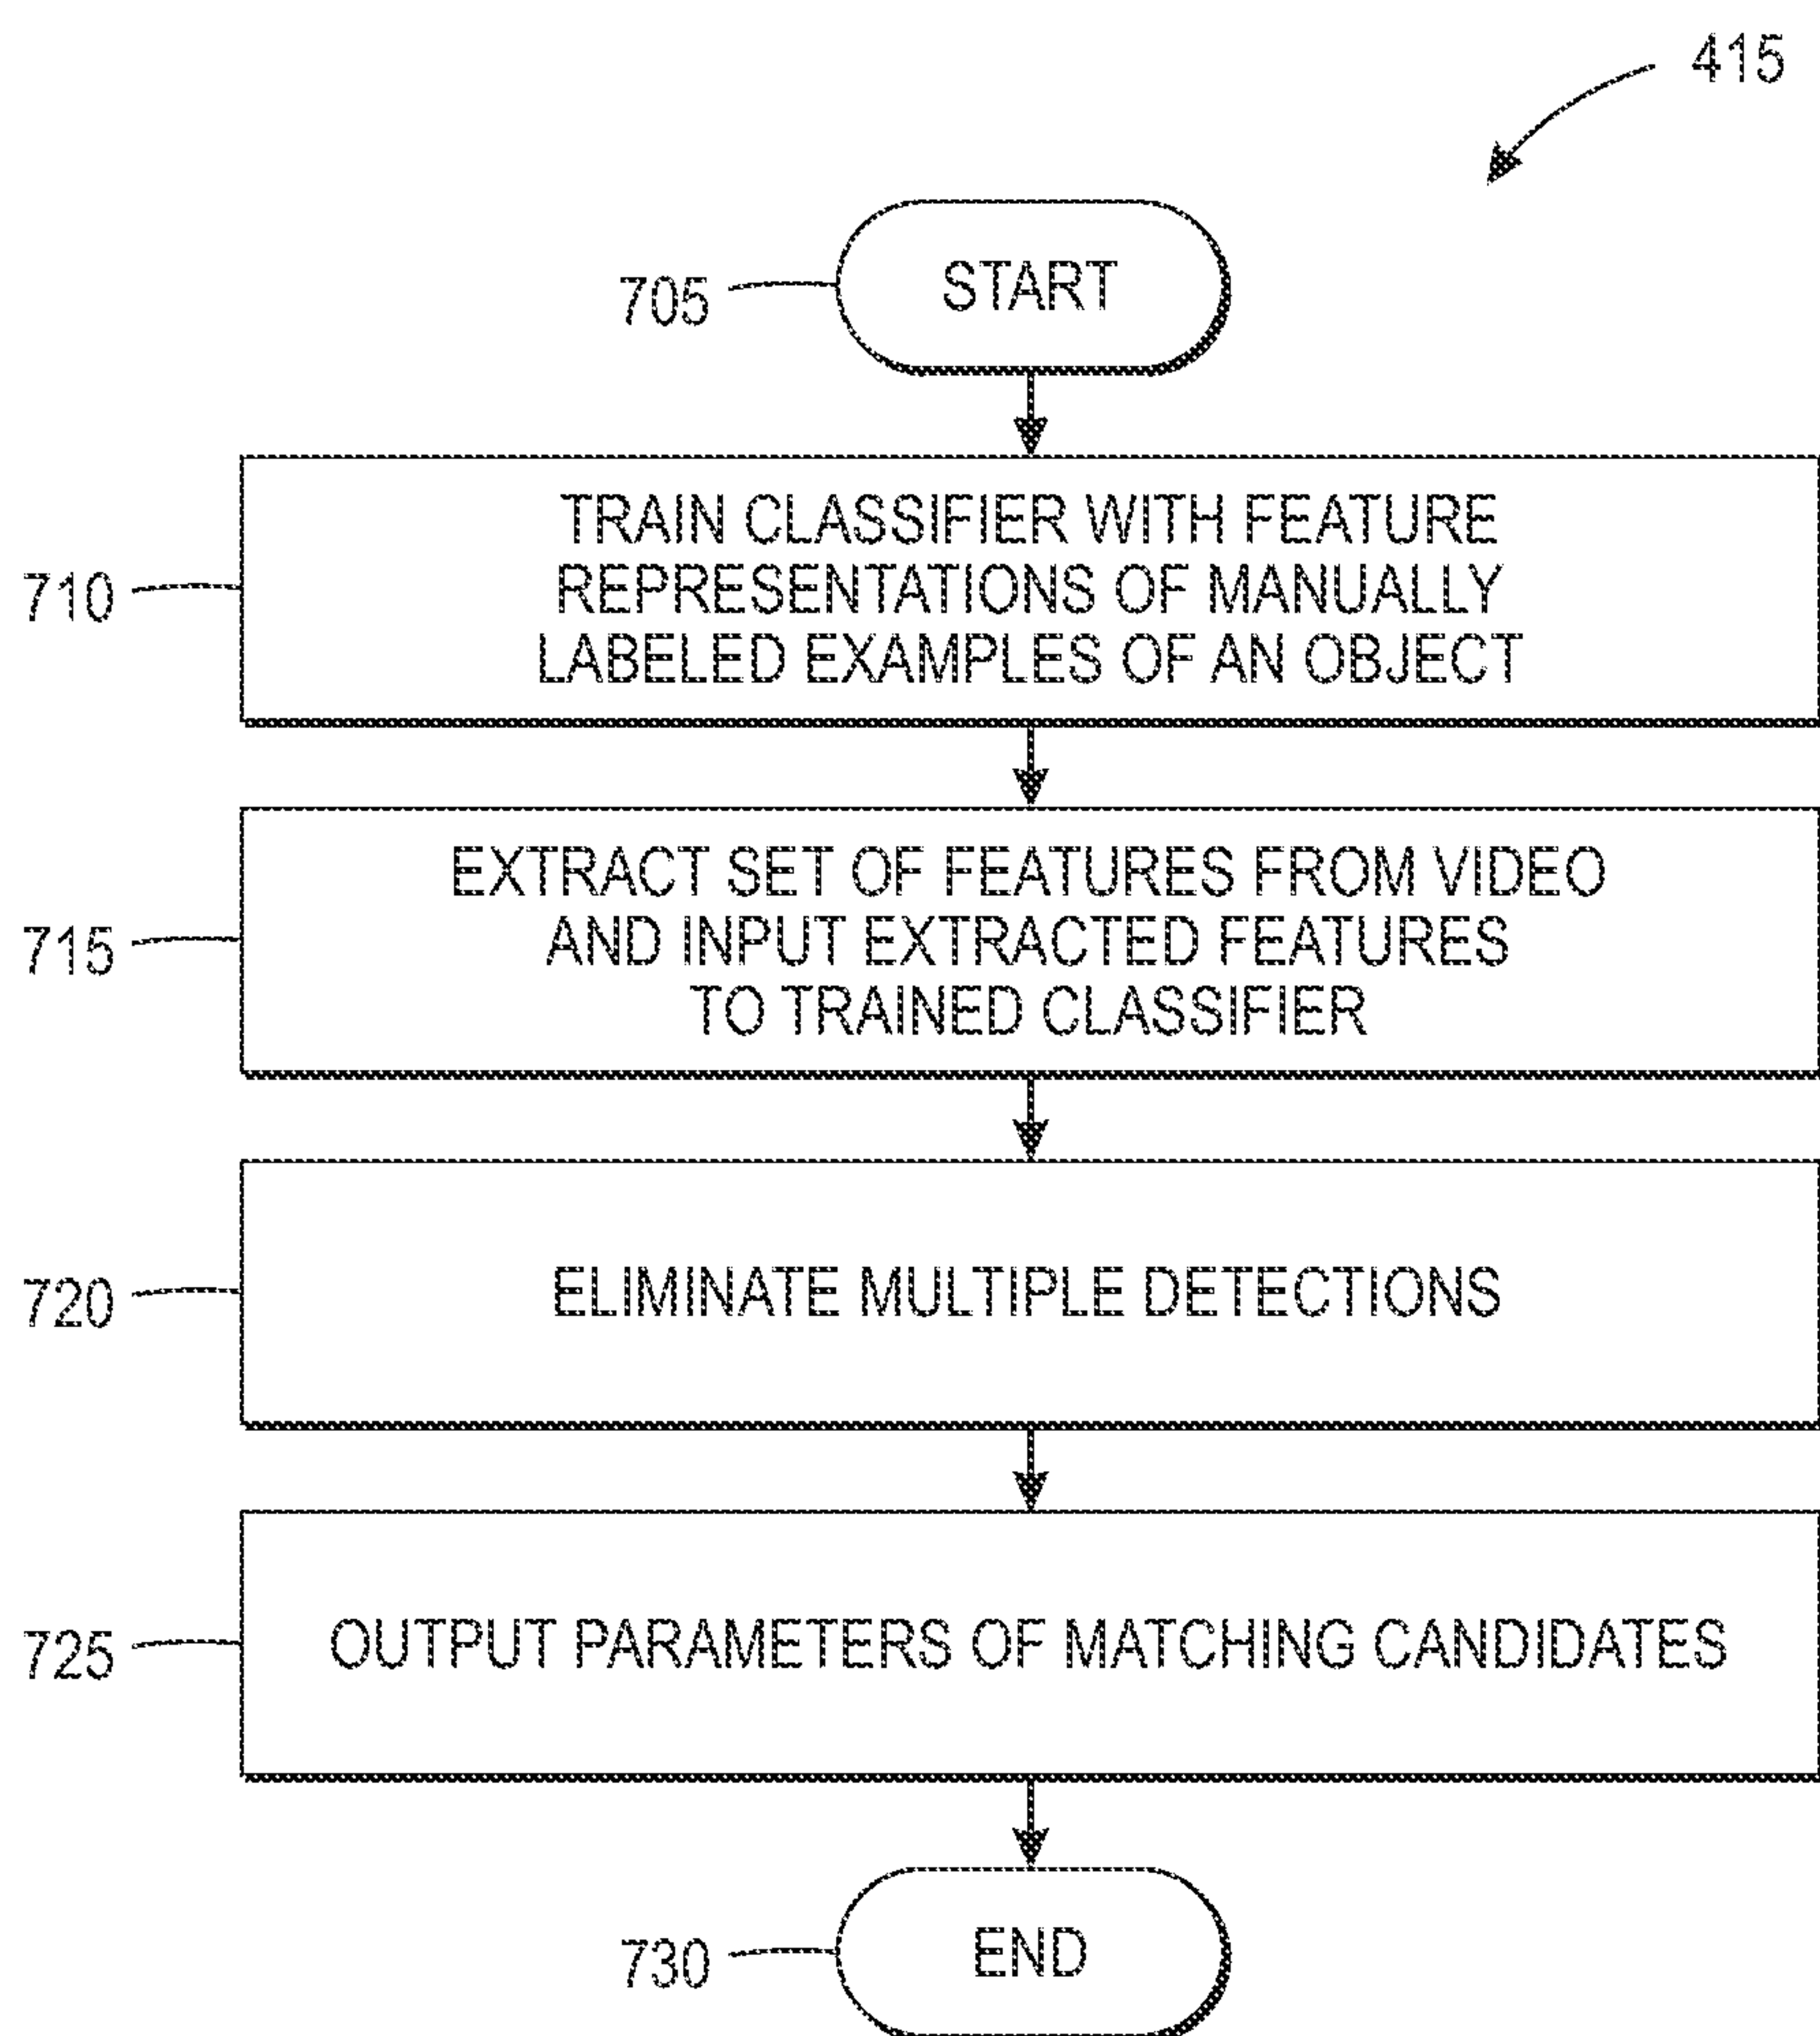 415
705
START
710
TRAIN CLASSIFIER WITH FEATURE
REPRESENTATIONS OF MANUALLY
LABELED EXAMPLES OF AN OBJECT
715
EXTRACT SET OF FEATURES FROM VIDEO
AND INPUT EXTRACTED FEATURES
TO TRAINED CLASSIFIER
720
ELIMINATE MULTIPLE DETECTIONS
725
OUTPUT PARAMETERS OF MATCHING CANDIDATES
730
END